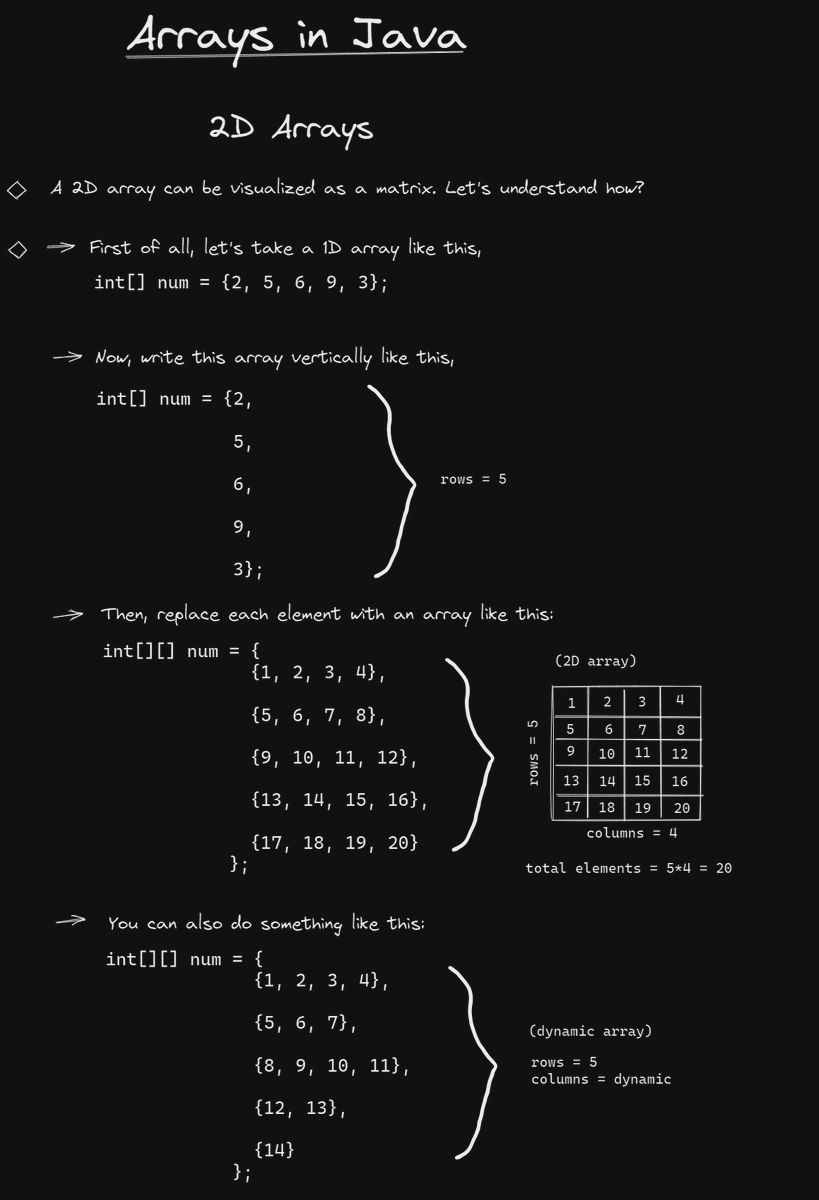 Arrays in Java
2D Arrays
A 2D array can be visualized as a matrix. Let's understand how?
First of all, let's take a 1D array like this,
int[] num = {2, 5, 6, 9, 3};
Now, write this array vertically like this,
int[] num = {2,
5,
6,
9,
3};
rows = 5
Then, replace each element with an array like this:
int[][] num = {
{1, 2, 3, 4},
{5, 6, 7, 8},
{9, 10, 11, 12},
{13, 14, 15, 16},
{17, 18, 19, 20}
};
(2D array)
1 2 3 4
5 6 7 8
9 10 11 12
13 14 15 16
17 18 19 20
rows = 5
columns = 4
total elements = 5*4 = 20
You can also do something like this:
int[][] num = {
{1, 2, 3, 4},
{5, 6, 7},
{8, 9, 10, 11},
{12, 13},
{14}
};
(dynamic array)
rows = 5
columns = dynamic